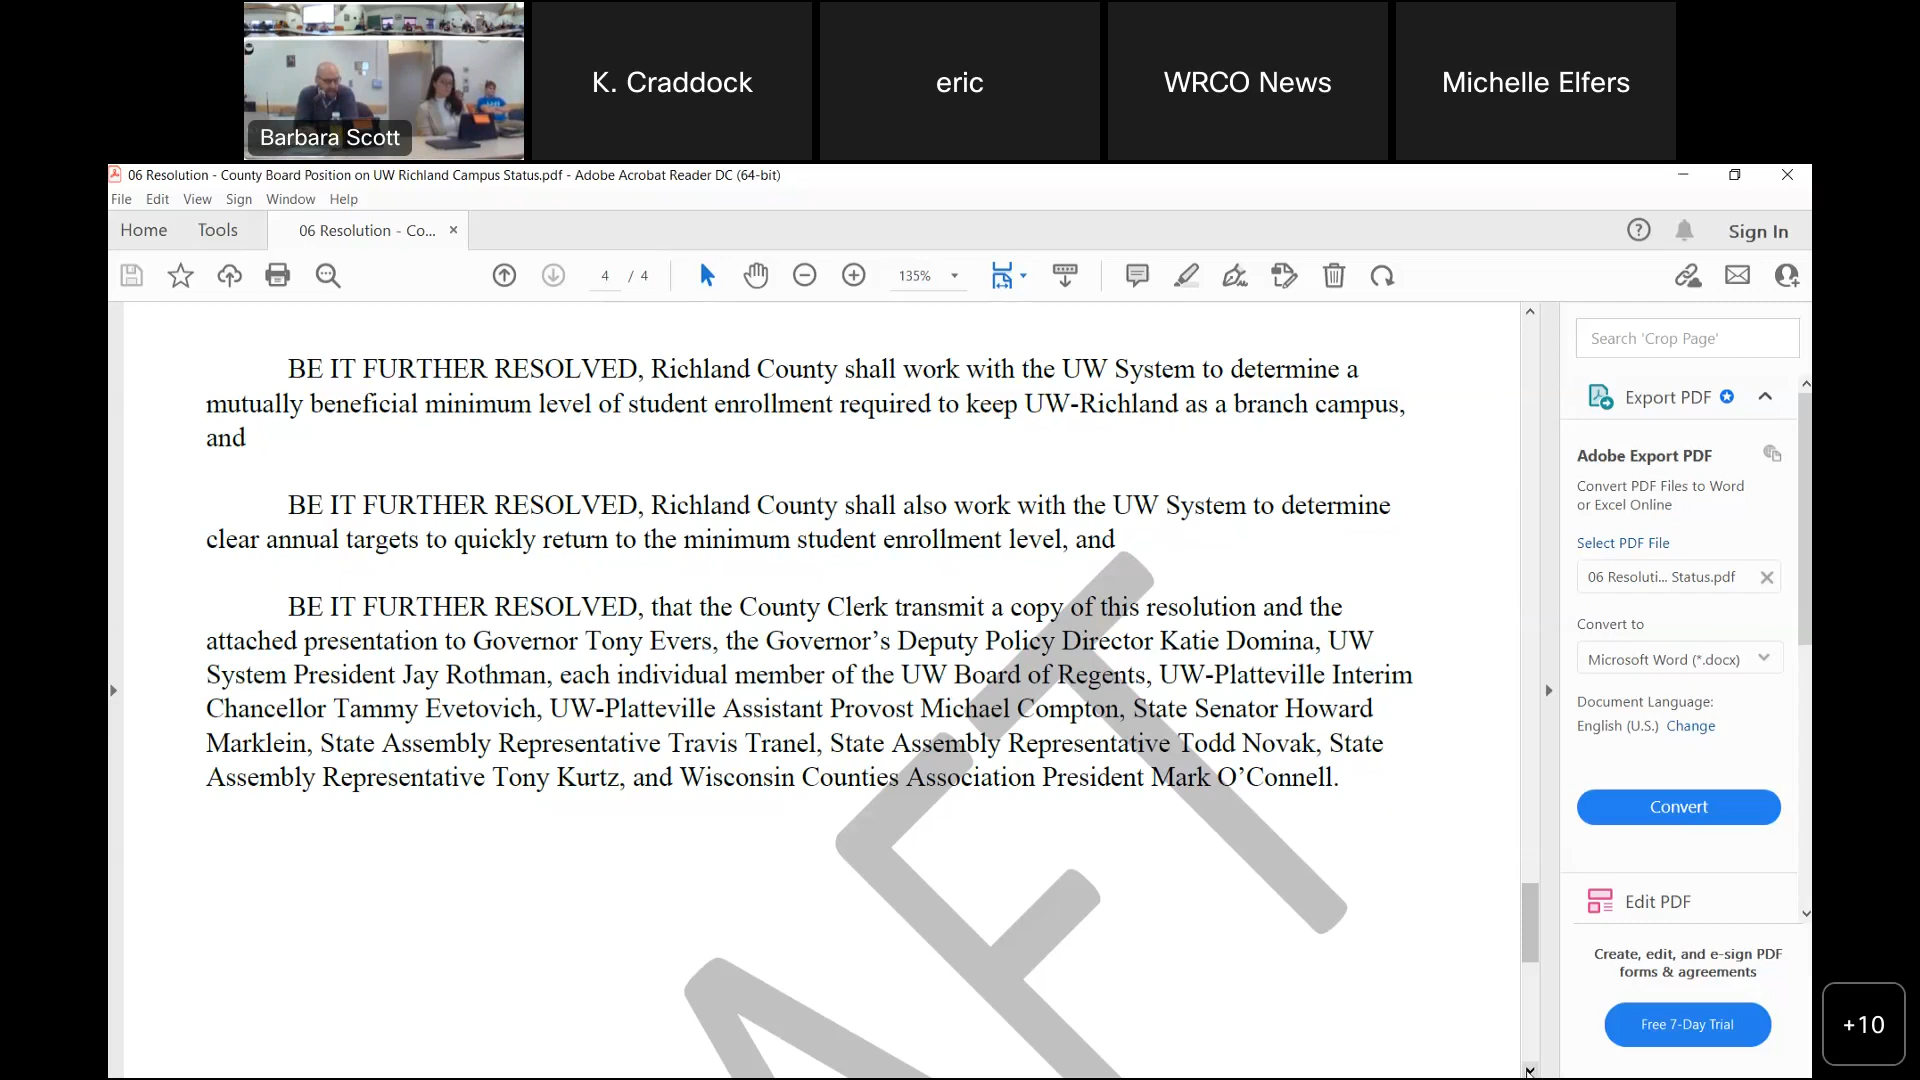 Barbara Scott
K. Craddock
eric
WRCO News
Michelle Elfers
06 Resolution - County Board Position on UW Richland Campus Status.pdf - Adobe Acrobat Reader DC (64-bit)
File Edit View Sign Window Help
Home Tools 06 Resolution - Co... ×
Sign In
4 / 4 135%
BE IT FURTHER RESOLVED, Richland County shall work with the UW System to determine a
mutually beneficial minimum level of student enrollment required to keep UW-Richland as a branch campus,
and
BE IT FURTHER RESOLVED, Richland County shall also work with the UW System to determine
clear annual targets to quickly return to the minimum student enrollment level, and
BE IT FURTHER RESOLVED, that the County Clerk transmit a copy of this resolution and the
attached presentation to Governor Tony Evers, the Governor’s Deputy Policy Director Katie Domina, UW
System President Jay Rothman, each individual member of the UW Board of Regents, UW-Platteville Interim
Chancellor Tammy Evetovich, UW-Platteville Assistant Provost Michael Compton, State Senator Howard
Marklein, State Assembly Representative Travis Tranel, State Assembly Representative Todd Novak, State
Assembly Representative Tony Kurtz, and Wisconsin Counties Association President Mark O’Connell.
AFT
Search 'Crop Page'
Export PDF
Adobe Export PDF
Convert PDF Files to Word
or Excel Online
Select PDF File
06 Resoluti... Status.pdf
Convert to
Microsoft Word (*.docx)
Document Language:
English (U.S.) Change
Convert
Edit PDF
Create, edit, and e-sign PDF
forms & agreements
Free 7-Day Trial
+10